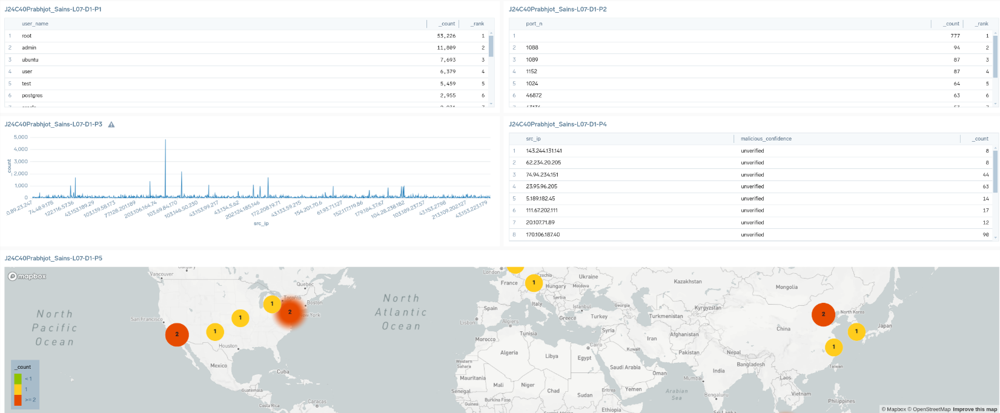 J24C40Prabhjot_Sains-L07-D1-P1
user_name _count _rank
1 root 53,226 1
2 admin 11,809 2
3 ubuntu 7,693 3
4 user 6,379 4
5 test 5,459 5
6 postgres 2,955 6
J24C40Prabhjot_Sains-L07-D1-P2
port_n _count _rank
1 777 1
2 1088 94 2
3 1089 87 3
4 1152 87 4
5 1024 64 5
6 46872 63 6
J24C40Prabhjot_Sains-L07-D1-P3
5,000
4,000
3,000
2,000
1,000
0
_count
0.89.23.247 74.48.9.178 122.116.57.36 43.153.189.29 103.139.58.173 77.128.201.189 203.106.164.74 103.69.84.170 103.146.50.230 43.153.99.217 43.134.5.62 202.124.185.146 172.208.19.71 43.133.59.215 154.201.70.6 61.93.71.127 152.117.119.86 179.184.37.67 104.28.238.182 103.189.237.57 43.153.27.98 213.109.202.127 43.153.223.179
src_ip
J24C40Prabhjot_Sains-L07-D1-P4
src_ip malicious_confidence _count
1 143.244.131.141 unverified 8
2 62.234.20.205 unverified 8
3 74.94.234.151 unverified 44
4 23.95.96.205 unverified 63
5 5.189.182.45 unverified 14
6 111.67.202.111 unverified 17
7 20.107.71.89 unverified 12
8 170.106.187.40 unverified 90
J24C40Prabhjot_Sains-L07-D1-P5
mapbox
Vancouver
Calgary
Quebec
Toronto
Boston
New York
San Francisco
Houston
Mexico
Cuba
Guatemala
Costa Rica
Caracas
North
Pacific
Ocean
North
Atlantic
Ocean
2
1
1
1
2
London
France
Czechia
Ukraine
Hungary
Moldova
Serbia
Italy
Spain
Lisbon
Istanbul
Georgia
Greece
Turkey
Algiers
Tunisia
Syria
Morocco
Cairo
Iran
Kuwait
Algeria
Libya
Egypt
Western
Sahara
Saudi Arabia
Oman
Mauritania
Mali
Niger
Chad
Sudan
Eritrea
Yemen
Senegal
Guinea
Burkina Faso
Ethiopia
Arabian
Sea
Kazakhstan
Mongolia
Kyrgyzstan
Turkmenistan
Afghanistan
Pakistan
Nepal
Bangladesh
India
Mumbai
Bengaluru
Sri Lanka
China
North Korea
Japan
Taiwan
Laos
Vietnam
Philippines
1
2
1
1
_count
< 1
1
>= 2
© Mapbox © OpenStreetMap Improve this map